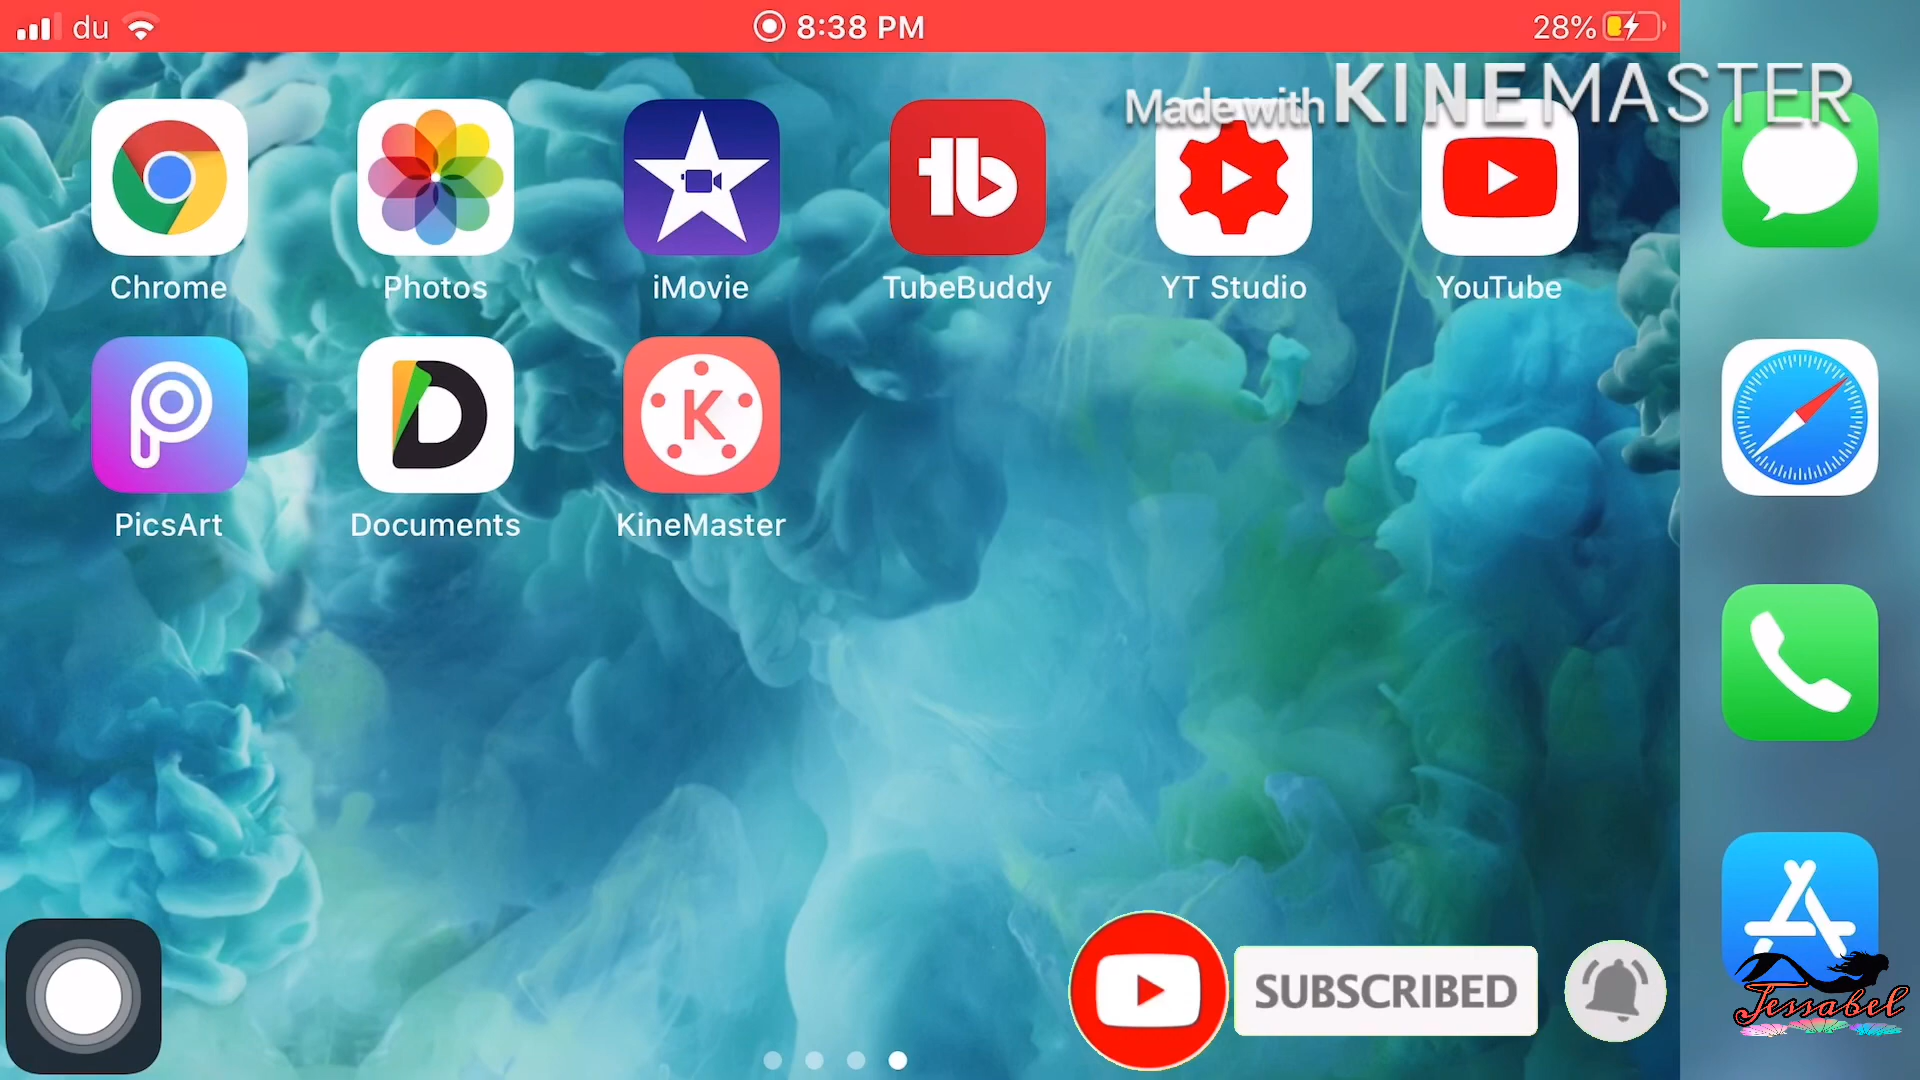 du 8:38 PM 28%
Made with KINEMASTER
Chrome Photos iMovie TubeBuddy YT Studio YouTube
PicsArt Documents KineMaster
SUBSCRIBED
Jessabel